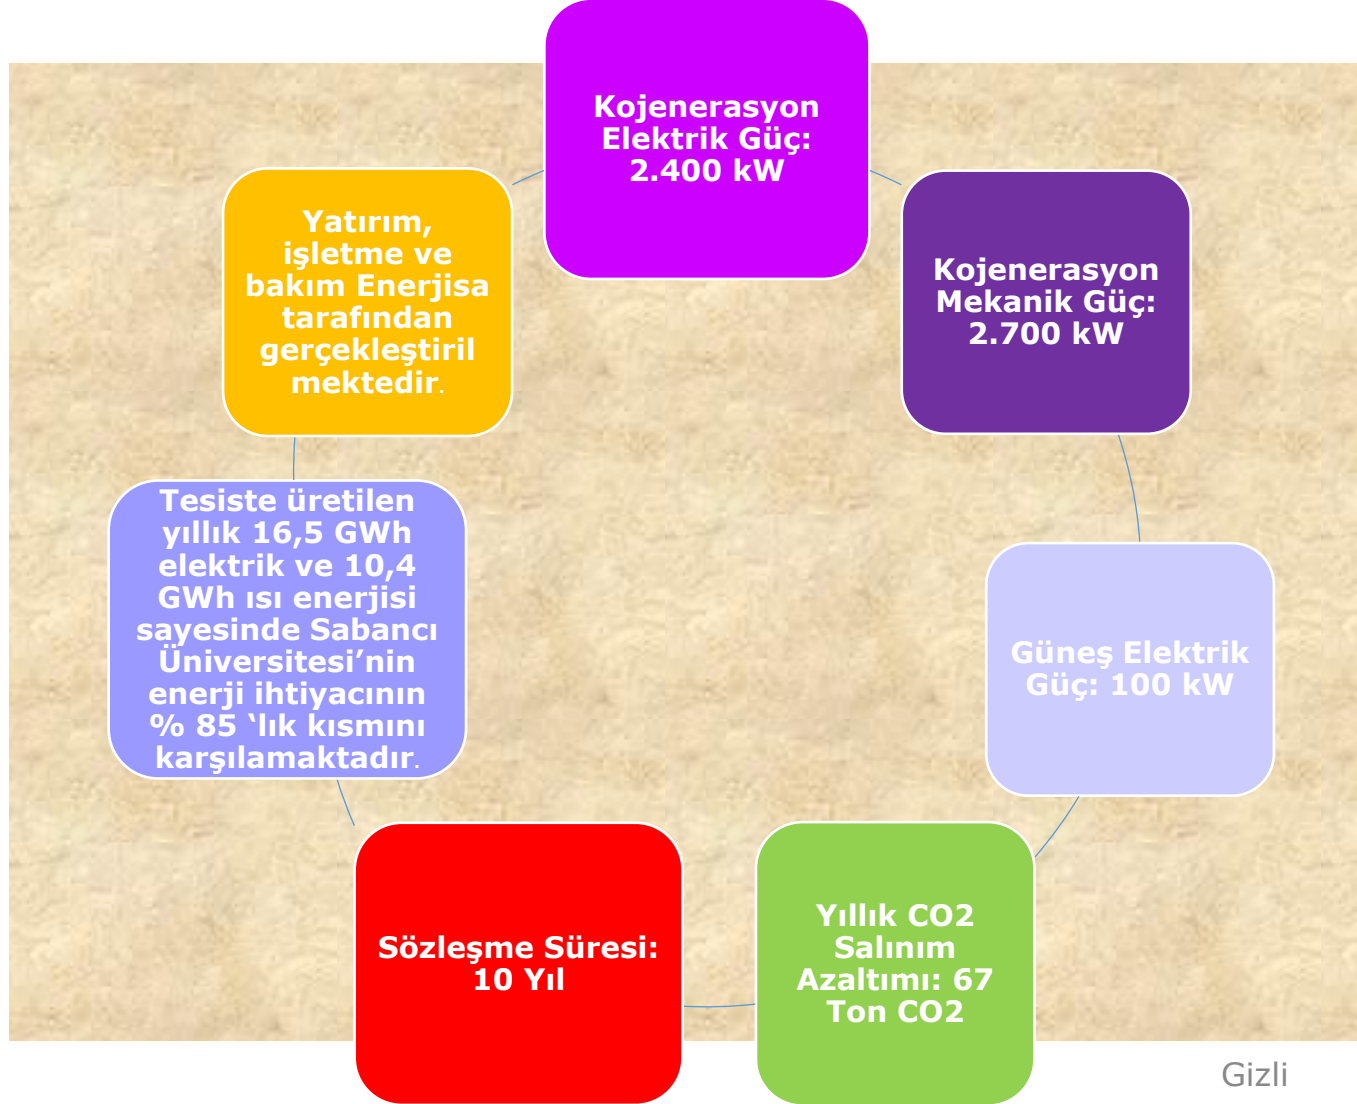 Kojenerasyon
Elektrik Güç:
2.400 kW
Kojenerasyon
Mekanik Güç:
2.700 kW
Güneş Elektrik
Güç: 100 kW
Yıllık CO2
Salınım
Azaltımı: 67
Ton CO2
Sözleşme Süresi:
10 Yıl
Tesiste üretilen
yıllık 16,5 GWh
elektrik ve 10,4
GWh ısı enerjisi
sayesinde Sabancı
Üniversitesi’nin
enerji ihtiyacının
% 85 ‘lık kısmını
karşılamaktadır.
Yatırım,
işletme ve
bakım Enerjisa
tarafından
gerçekleştiril
mektedir.
Gizli